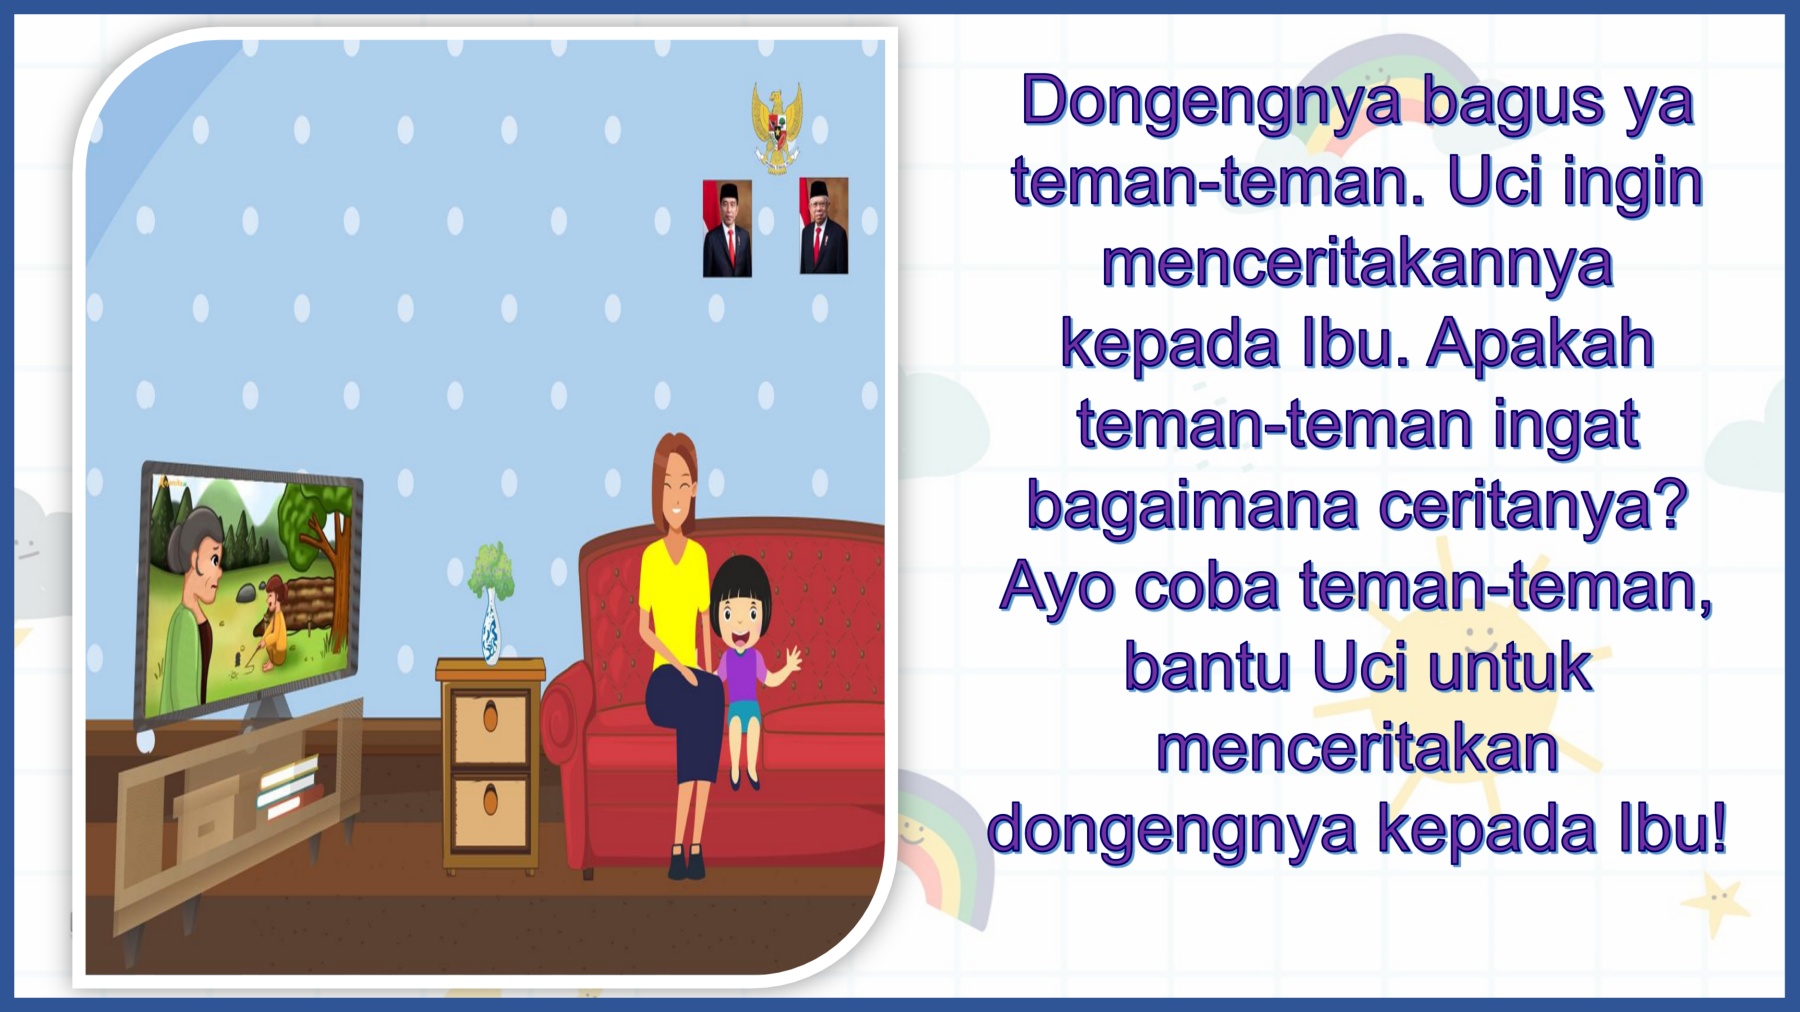 Dongengnya bagus ya
teman-teman. Uci ingin
menceritakannya
kepada Ibu. Apakah
teman-teman ingat
bagaimana ceritanya?
Ayo coba teman-teman,
bantu Uci untuk
menceritakan
dongengnya kepada Ibu!